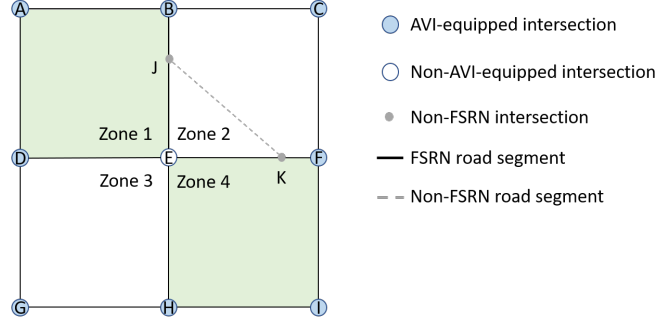 A B C
J
Zone 1 Zone 2
D E F
Zone 3 Zone 4 K
G H I
AVI-equipped intersection
Non-AVI-equipped intersection
Non-FSRN intersection
FSRN road segment
Non-FSRN road segment